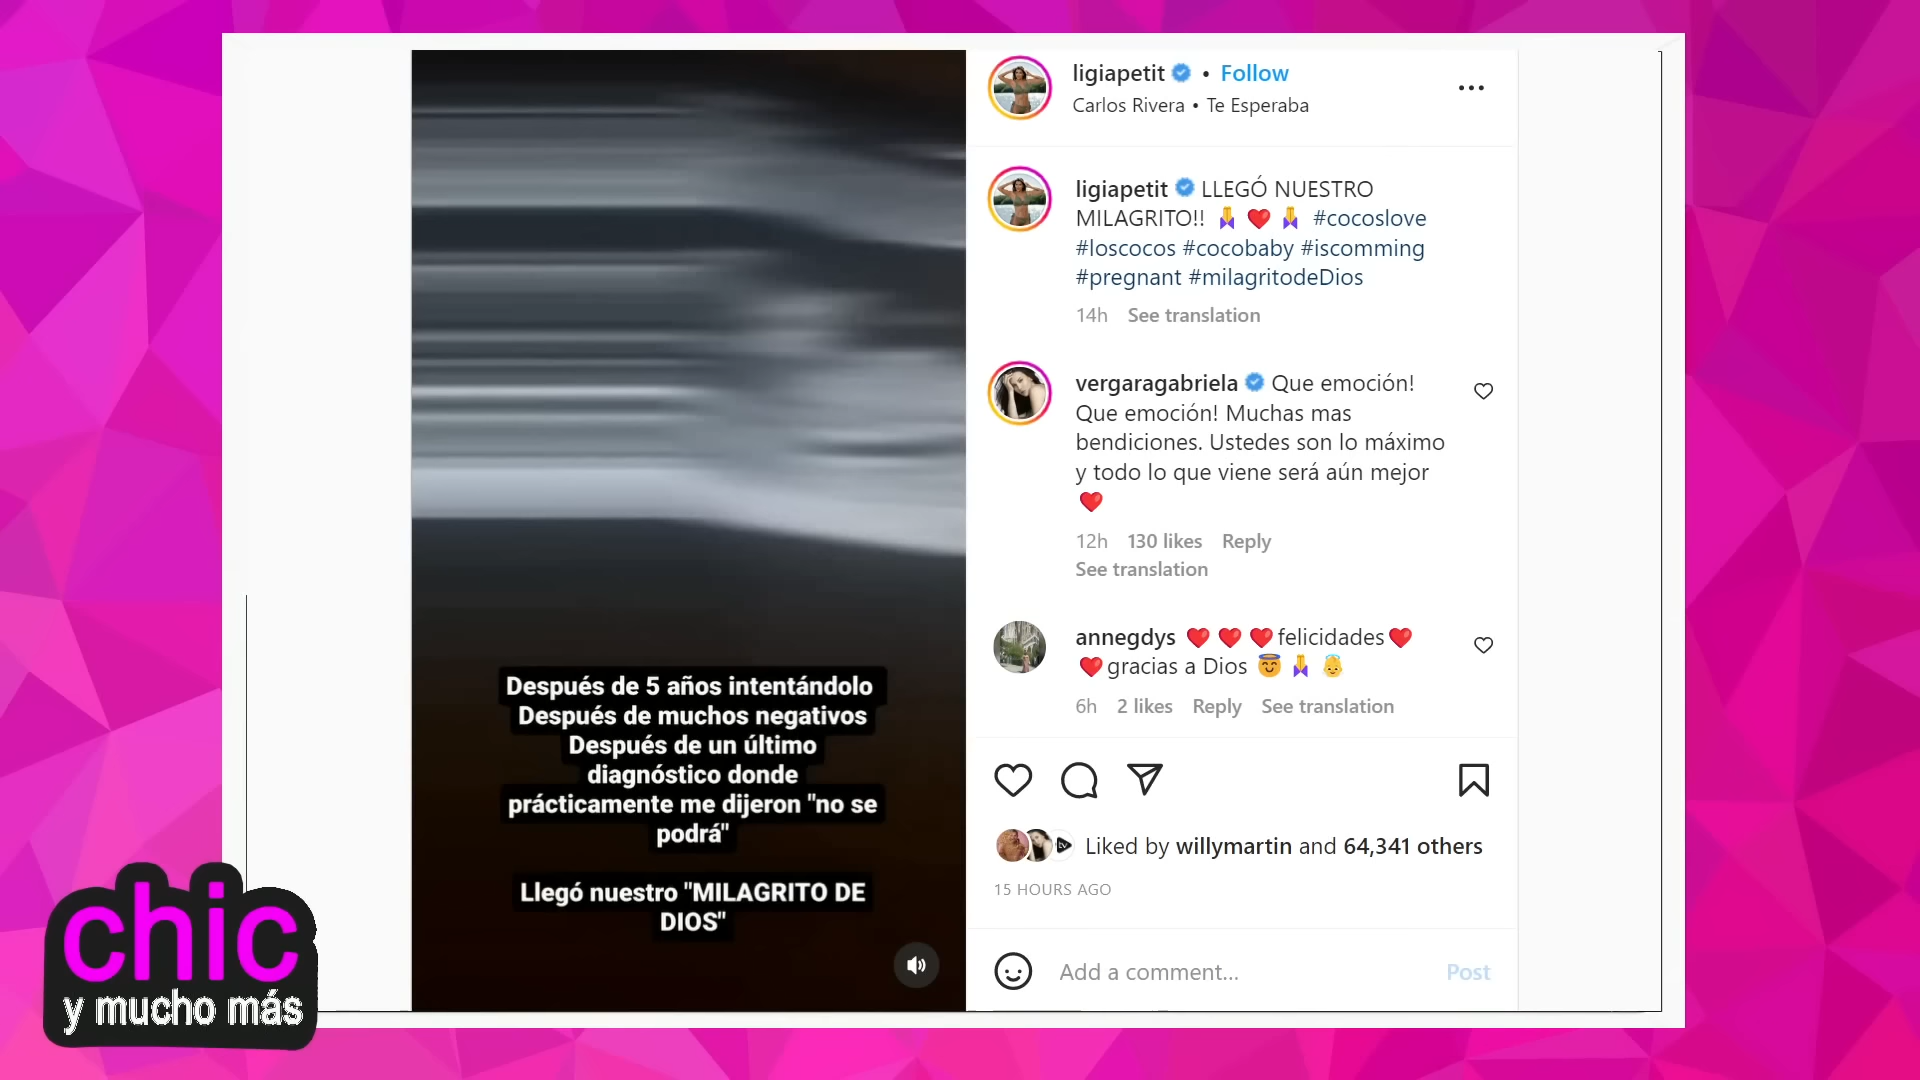 ligiapetit • Follow
Carlos Rivera • Te Esperaba
ligiapetit LLEGÓ NUESTRO
MILAGRITO!! 🙏 ❤️ 🙏 #cocoslove
#loscocos #cocobaby #iscomming
#pregnant #milagritodeDios
14h See translation
vergaragabriela Que emoción!
Que emoción! Muchas mas
bendiciones. Ustedes son lo máximo
y todo lo que viene será aún mejor
❤️
12h 130 likes Reply
See translation
annegdys ❤️ ❤️ ❤️felicidades❤️
❤️gracias a Dios 😇 🙏 👼
6h 2 likes Reply See translation
Liked by willymartin and 64,341 others
15 HOURS AGO
Add a comment... Post
Después de 5 años intentándolo
Después de muchos negativos
Después de un último
diagnóstico donde
prácticamente me dijeron "no se
podrá"
Llegó nuestro "MILAGRITO DE
DIOS"
chic
y mucho más